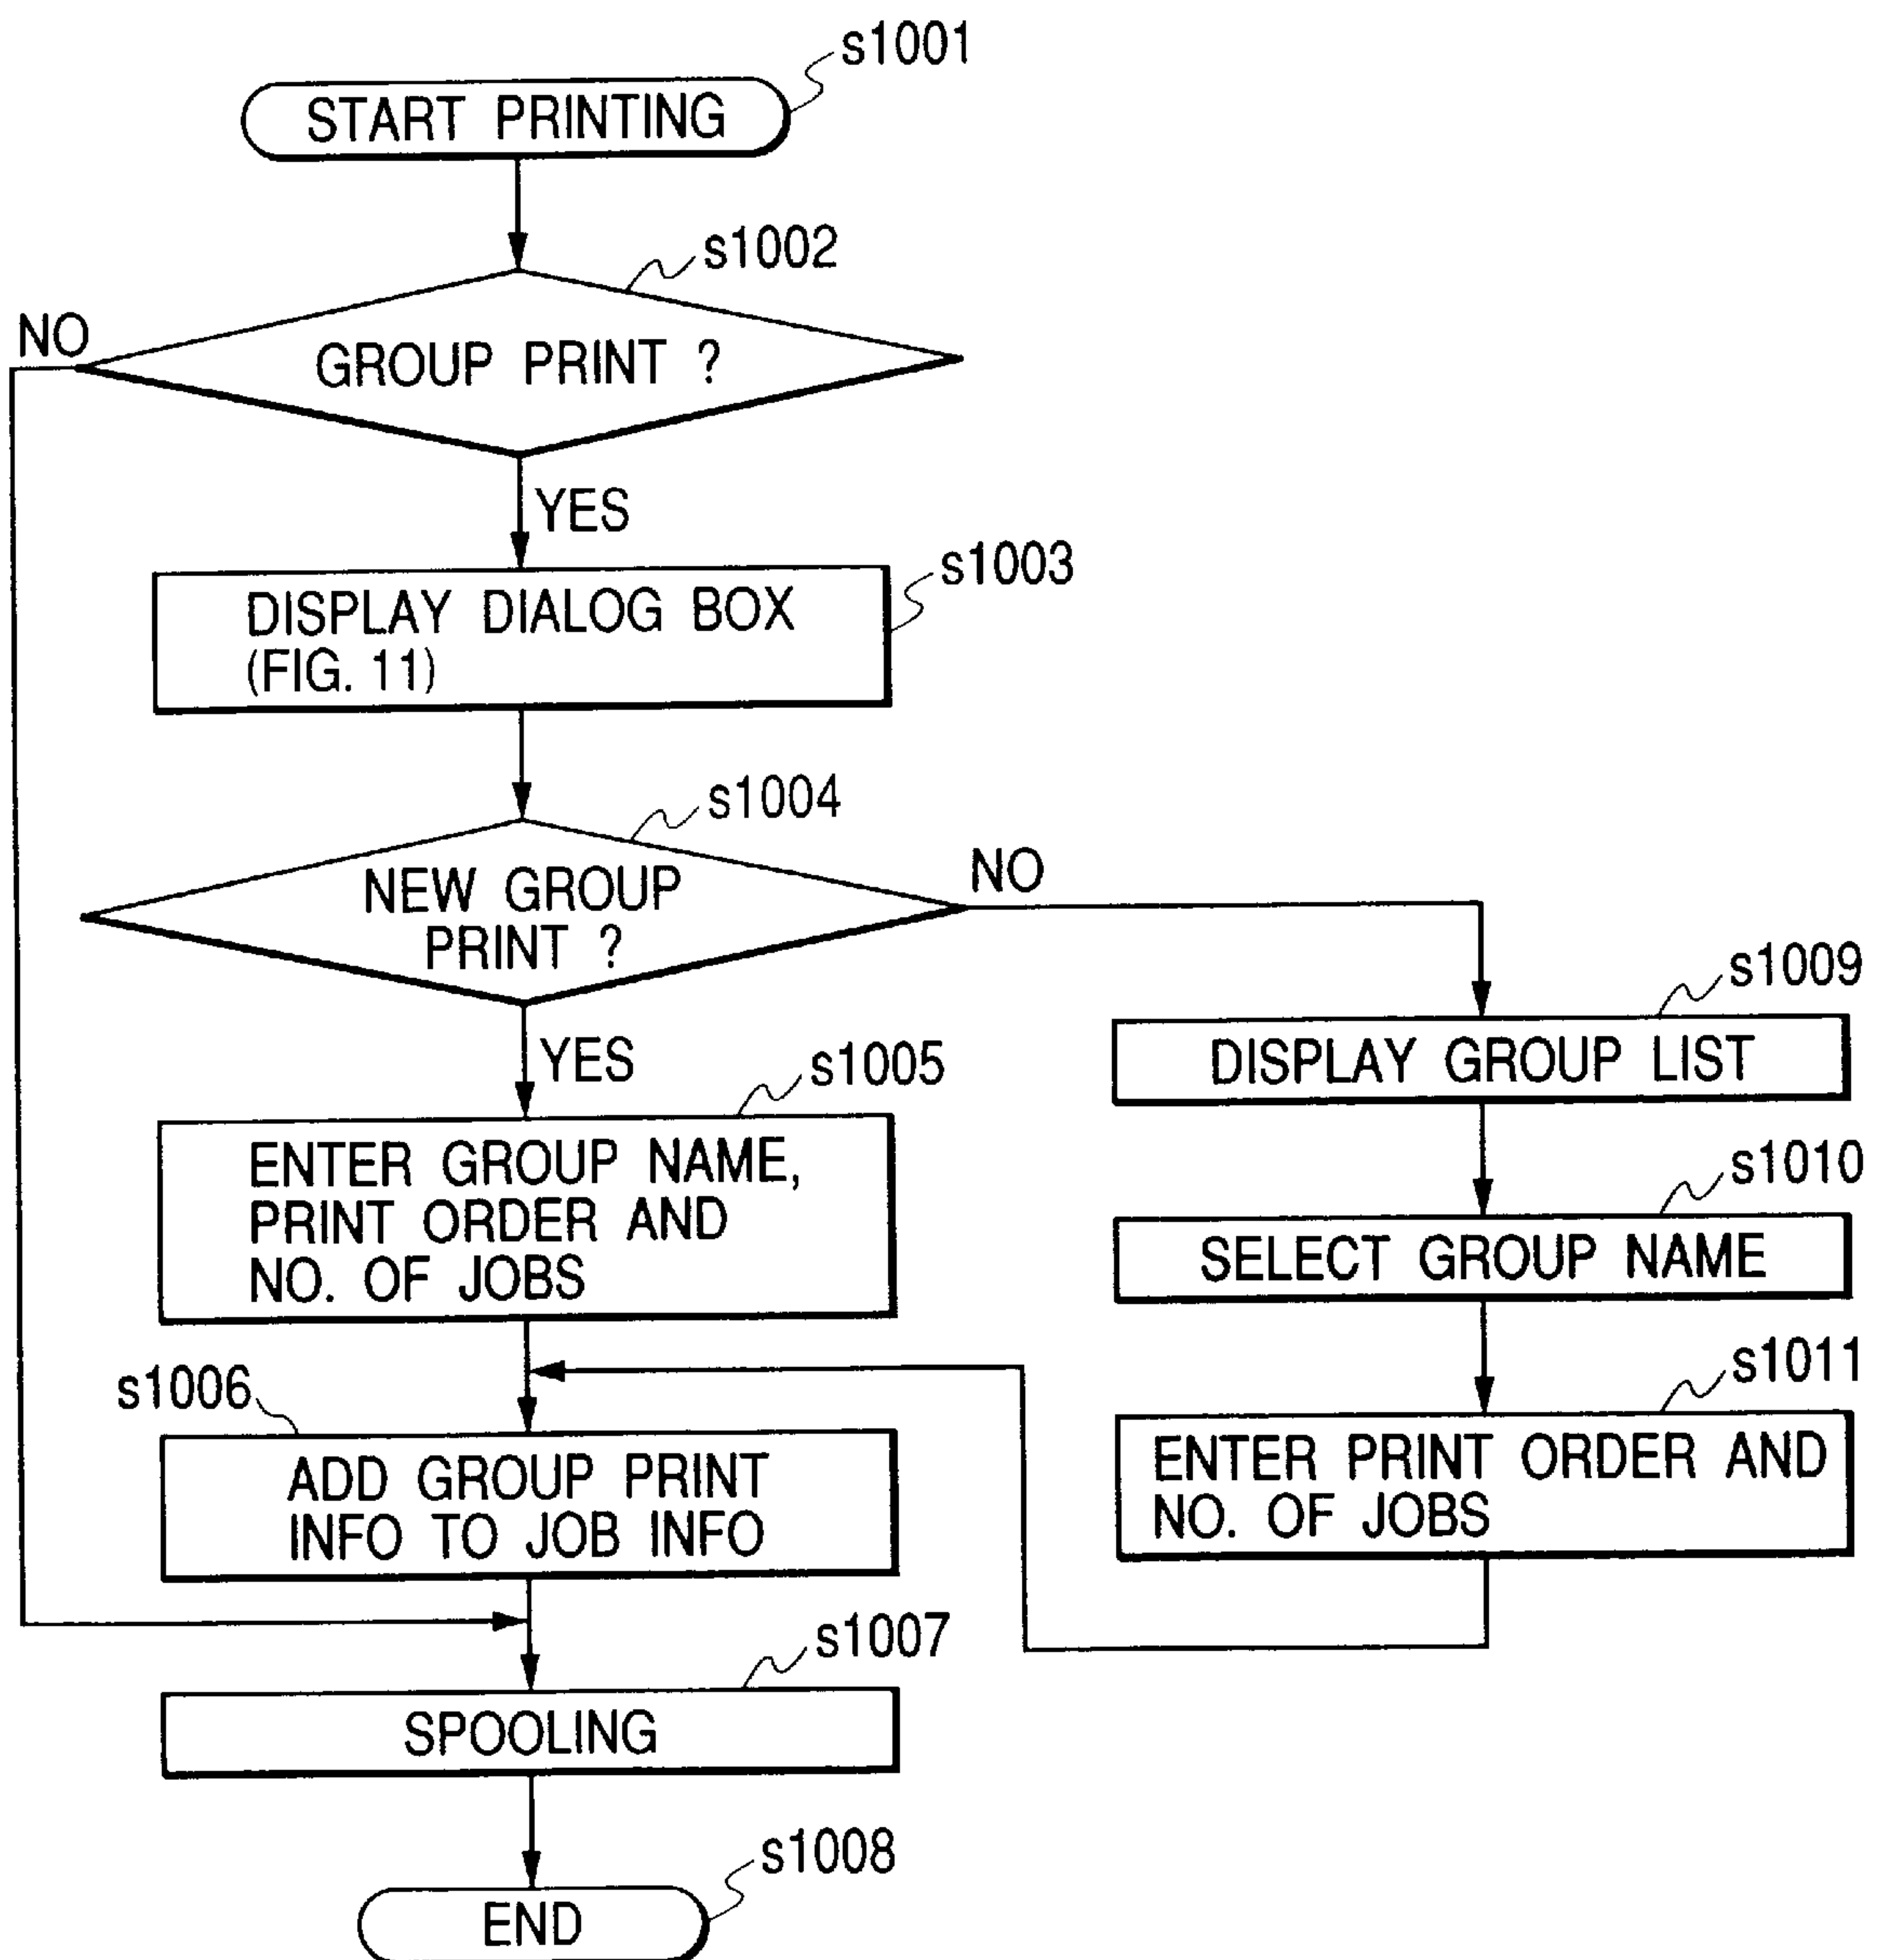 s1001
START PRINTING
s1002
NO
GROUP PRINT ?
YES
s1003
DISPLAY DIALOG BOX
(FIG. 11)
s1004
NEW GROUP
PRINT ?
NO
YES
s1009
DISPLAY GROUP LIST
s1005
ENTER GROUP NAME,
PRINT ORDER AND
NO. OF JOBS
s1010
SELECT GROUP NAME
s1011
ENTER PRINT ORDER AND
NO. OF JOBS
s1006
ADD GROUP PRINT
INFO TO JOB INFO
s1007
SPOOLING
s1008
END